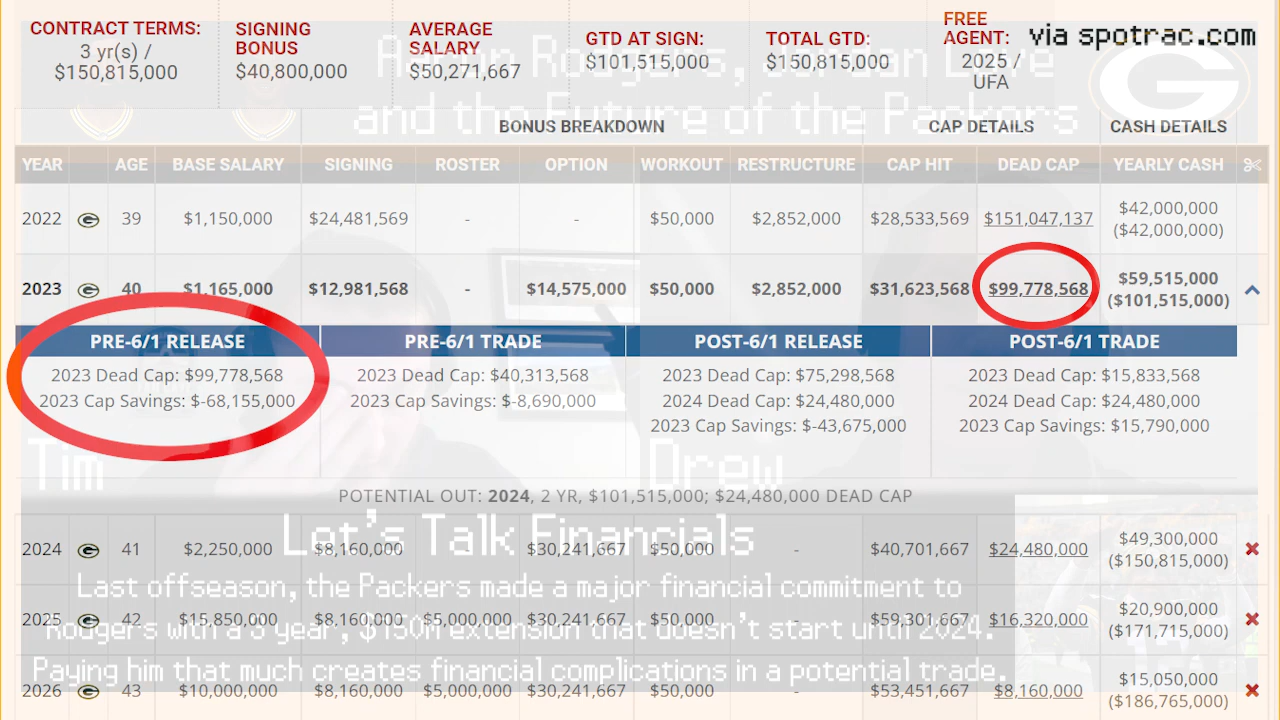 CONTRACT TERMS:
3 yr(s) /
$150,815,000
SIGNING
BONUS
$40,800,000
AVERAGE
SALARY
$50,271,667
GTD AT SIGN:
$101,515,000
TOTAL GTD:
$150,815,000
FREE
AGENT:
2025 /
UFA
via spotrac.com
Aaron Rodgers, Jordan Love
and the Future of the Packers
BONUS BREAKDOWN CAP DETAILS CASH DETAILS
YEAR AGE BASE SALARY SIGNING ROSTER OPTION WORKOUT RESTRUCTURE CAP HIT DEAD CAP YEARLY CASH
2022 39 $1,150,000 $24,481,569 - - $50,000 $2,852,000 $28,533,569 $151,047,137 $42,000,000
($42,000,000)
2023 40 $1,165,000 $12,981,568 - $14,575,000 $50,000 $2,852,000 $31,623,568 $99,778,568 $59,515,000
($101,515,000)
PRE-6/1 RELEASE PRE-6/1 TRADE POST-6/1 RELEASE POST-6/1 TRADE
2023 Dead Cap: $99,778,568 2023 Dead Cap: $40,313,568 2023 Dead Cap: $75,298,568 2023 Dead Cap: $15,833,568
2023 Cap Savings: $-68,155,000 2023 Cap Savings: $-8,690,000 2024 Dead Cap: $24,480,000 2024 Dead Cap: $24,480,000
2023 Cap Savings: $-43,675,000 2023 Cap Savings: $15,790,000
Tim Drew
POTENTIAL OUT: 2024, 2 YR, $101,515,000; $24,480,000 DEAD CAP
Let's Talk Financials
2024 41 $2,250,000 $8,160,000 - $30,241,667 $50,000 - $40,701,667 $24,480,000 $49,300,000
($150,815,000)
Last offseason, the Packers made a major financial commitment to
2025 42 $15,850,000 $8,160,000 $5,000,000 $30,241,667 $50,000 - $59,301,667 $16,320,000 $20,900,000
($171,715,000)
Rodgers with a 3 year, $150M extension that doesn't start until 2024.
Paying him that much creates financial complications in a potential trade.
2026 43 $10,000,000 $8,160,000 $5,000,000 $30,241,667 $50,000 - $53,451,667 $8,160,000 $15,050,000
($186,765,000)